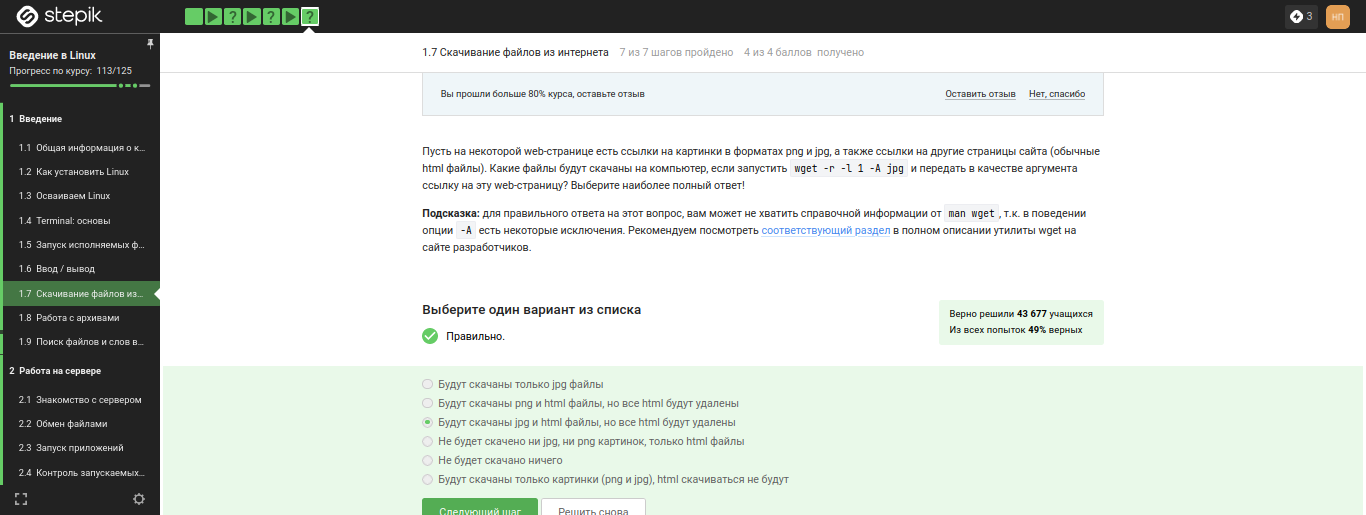 stepik
3
НП
Введение в Linux
Прогресс по курсу: 113/125
1 Введение
1.1 Общая информация о к...
1.2 Как установить Linux
1.3 Осваиваем Linux
1.4 Terminal: основы
1.5 Запуск исполняемых ф...
1.6 Ввод / вывод
1.7 Скачивание файлов из...
1.8 Работа с архивами
1.9 Поиск файлов и слов в...
2 Работа на сервере
2.1 Знакомство с сервером
2.2 Обмен файлами
2.3 Запуск приложений
2.4 Контроль запускаемых...
1.7 Скачивание файлов из интернета 7 из 7 шагов пройдено 4 из 4 баллов получено
Вы прошли больше 80% курса, оставьте отзыв Оставить отзыв Нет, спасибо
Пусть на некоторой web-странице есть ссылки на картинки в форматах png и jpg, а также ссылки на другие страницы сайта (обычные
html файлы). Какие файлы будут скачаны на компьютер, если запустить wget -r -l 1 -A jpg и передать в качестве аргумента
ссылку на эту web-страницу? Выберите наиболее полный ответ!
Подсказка: для правильного ответа на этот вопрос, вам может не хватить справочной информации от man wget, т.к. в поведении
опции -A есть некоторые исключения. Рекомендуем посмотреть соответствующий раздел в полном описании утилиты wget на
сайте разработчиков.
Выберите один вариант из списка
Правильно.
Верно решили 43 677 учащихся
Из всех попыток 49% верных
Будут скачаны только jpg файлы
Будут скачаны png и html файлы, но все html будут удалены
Будут скачаны jpg и html файлы, но все html будут удалены
Не будет скачено ни jpg, ни png картинок, только html файлы
Не будет скачано ничего
Будут скачаны только картинки (png и jpg), html скачиваться не будут
Следующий шаг Решить снова